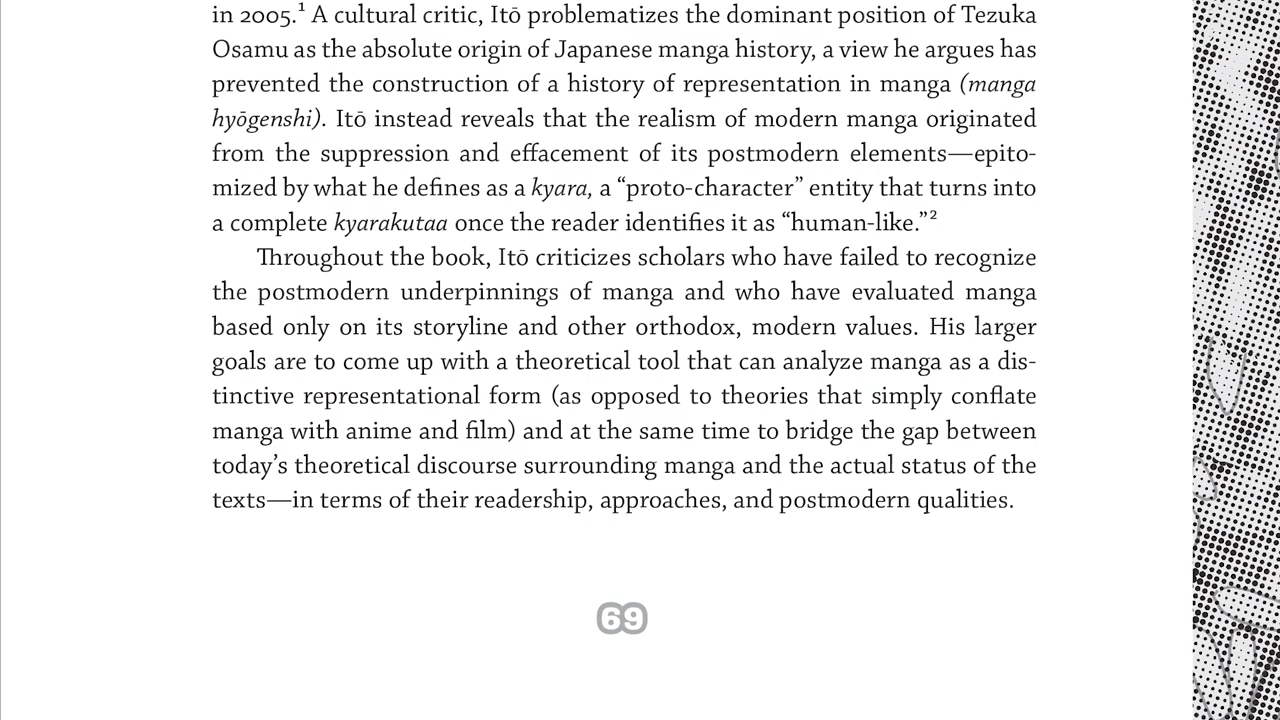 in 2005.¹ A cultural critic, Itō problematizes the dominant position of Tezuka
Osamu as the absolute origin of Japanese manga history, a view he argues has
prevented the construction of a history of representation in manga (manga
hyōgenshi). Itō instead reveals that the realism of modern manga originated
from the suppression and effacement of its postmodern elements—epito-
mized by what he defines as a kyara, a “proto-character” entity that turns into
a complete kyarakutaa once the reader identifies it as “human-like.”²
Throughout the book, Itō criticizes scholars who have failed to recognize
the postmodern underpinnings of manga and who have evaluated manga
based only on its storyline and other orthodox, modern values. His larger
goals are to come up with a theoretical tool that can analyze manga as a dis-
tinctive representational form (as opposed to theories that simply conflate
manga with anime and film) and at the same time to bridge the gap between
today’s theoretical discourse surrounding manga and the actual status of the
texts—in terms of their readership, approaches, and postmodern qualities.
69